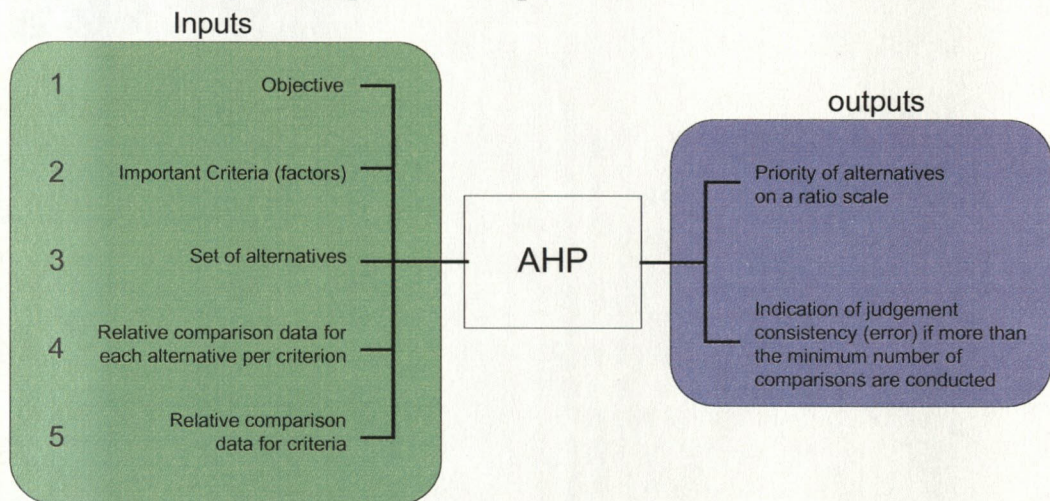 Inputs
1
Objective
2
Important Criteria (factors)
3
Set of alternatives
4
Relative comparison data for
each alternative per criterion
5
Relative comparison
data for criteria
AHP
outputs
Priority of alternatives
on a ratio scale
Indication of judgement
consistency (error) if more than
the minimum number of
comparisons are conducted